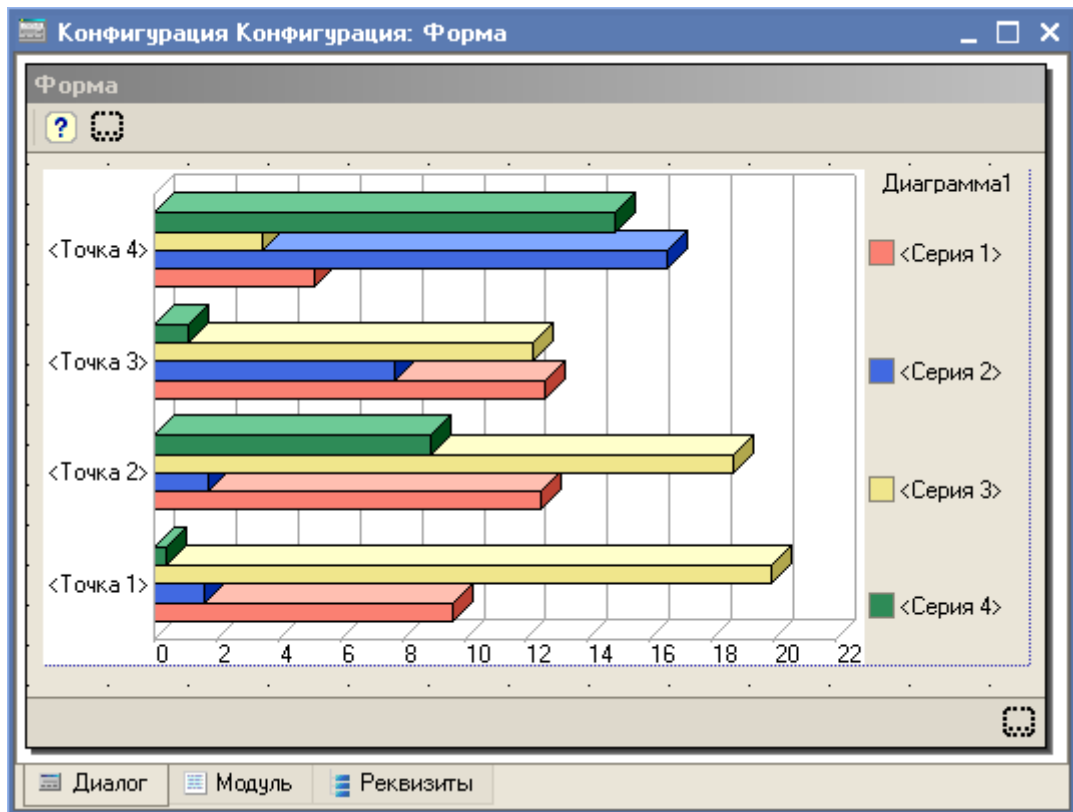 Конфигурация Конфигурация: Форма
Форма
?
Диаграмма1
<Точка 4>
<Серия 1>
<Точка 3>
<Серия 2>
<Точка 2>
<Серия 3>
<Точка 1>
<Серия 4>
0 2 4 6 8 10 12 14 16 18 20 22
Диалог Модуль Реквизиты